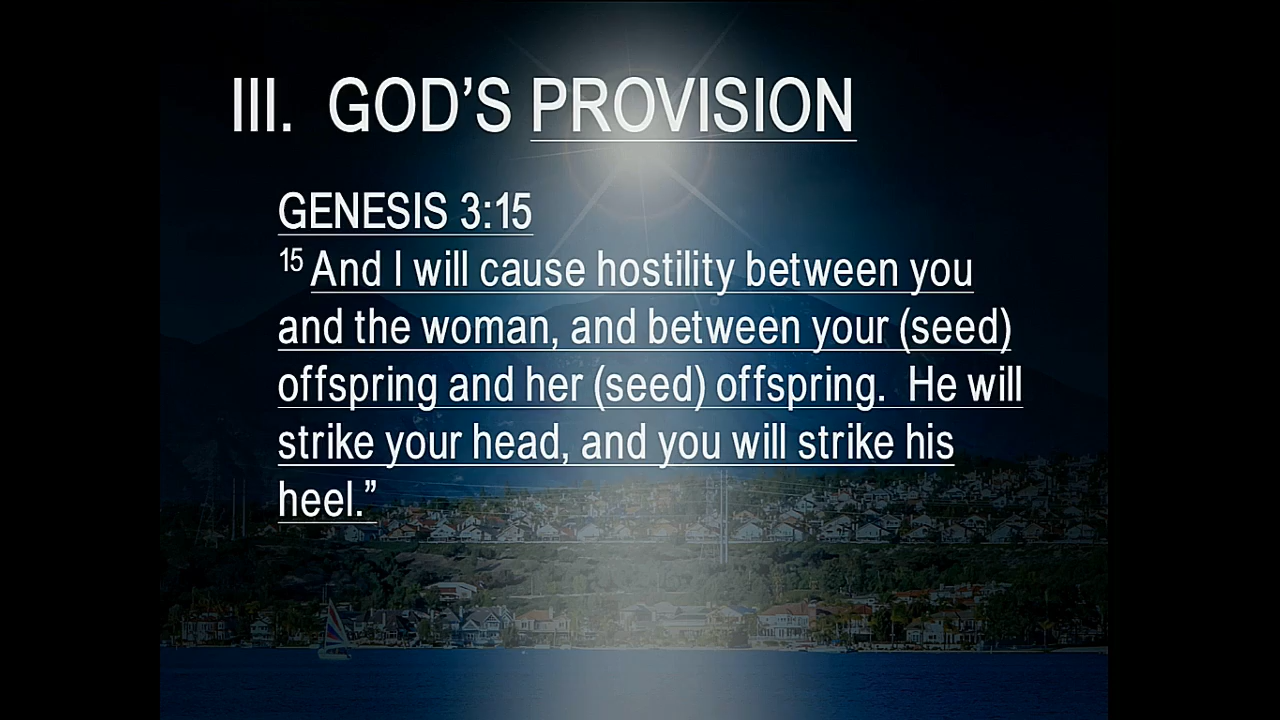 III. GOD’S PROVISION
GENESIS 3:15
15 And I will cause hostility between you
and the woman, and between your (seed)
offspring and her (seed) offspring. He will
strike your head, and you will strike his
heel.”